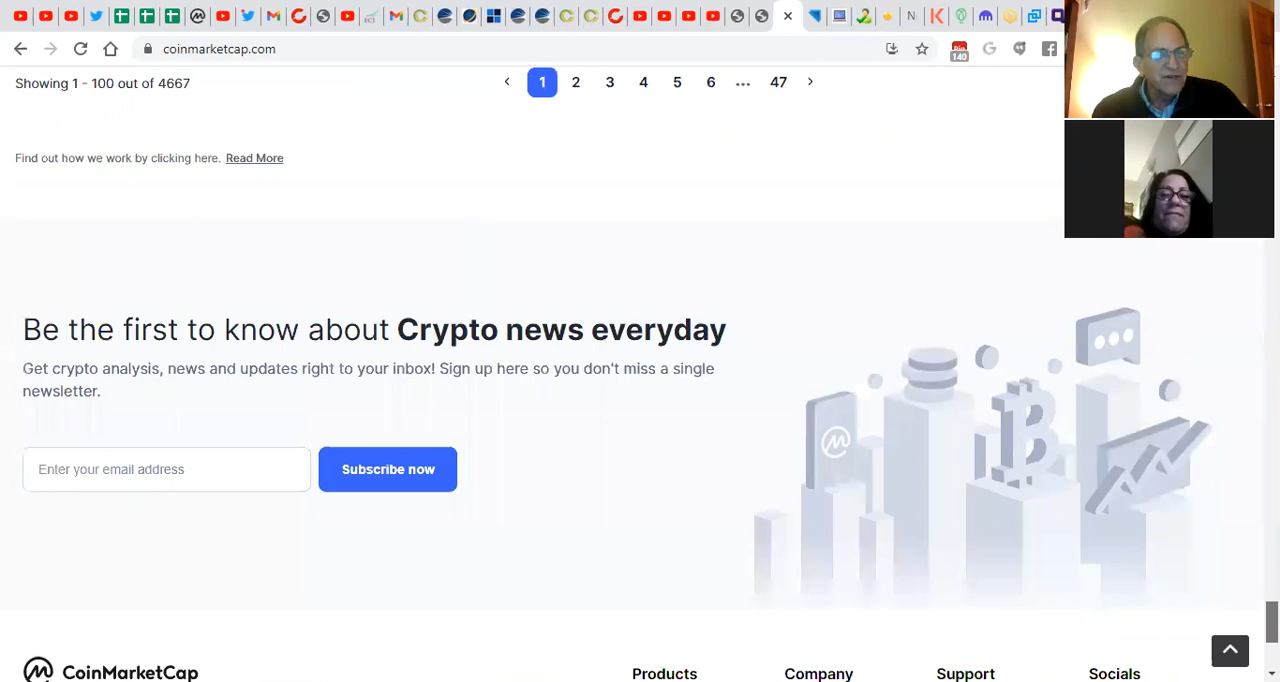 coinmarketcap.com
140
Showing 1 - 100 out of 4667
1 2 3 4 5 6 ... 47
Find out how we work by clicking here. Read More
Be the first to know about Crypto news everyday
Get crypto analysis, news and updates right to your inbox! Sign up here so you don't miss a single
newsletter.
Enter your email address
Subscribe now
CoinMarketCap
Products Company Support Socials